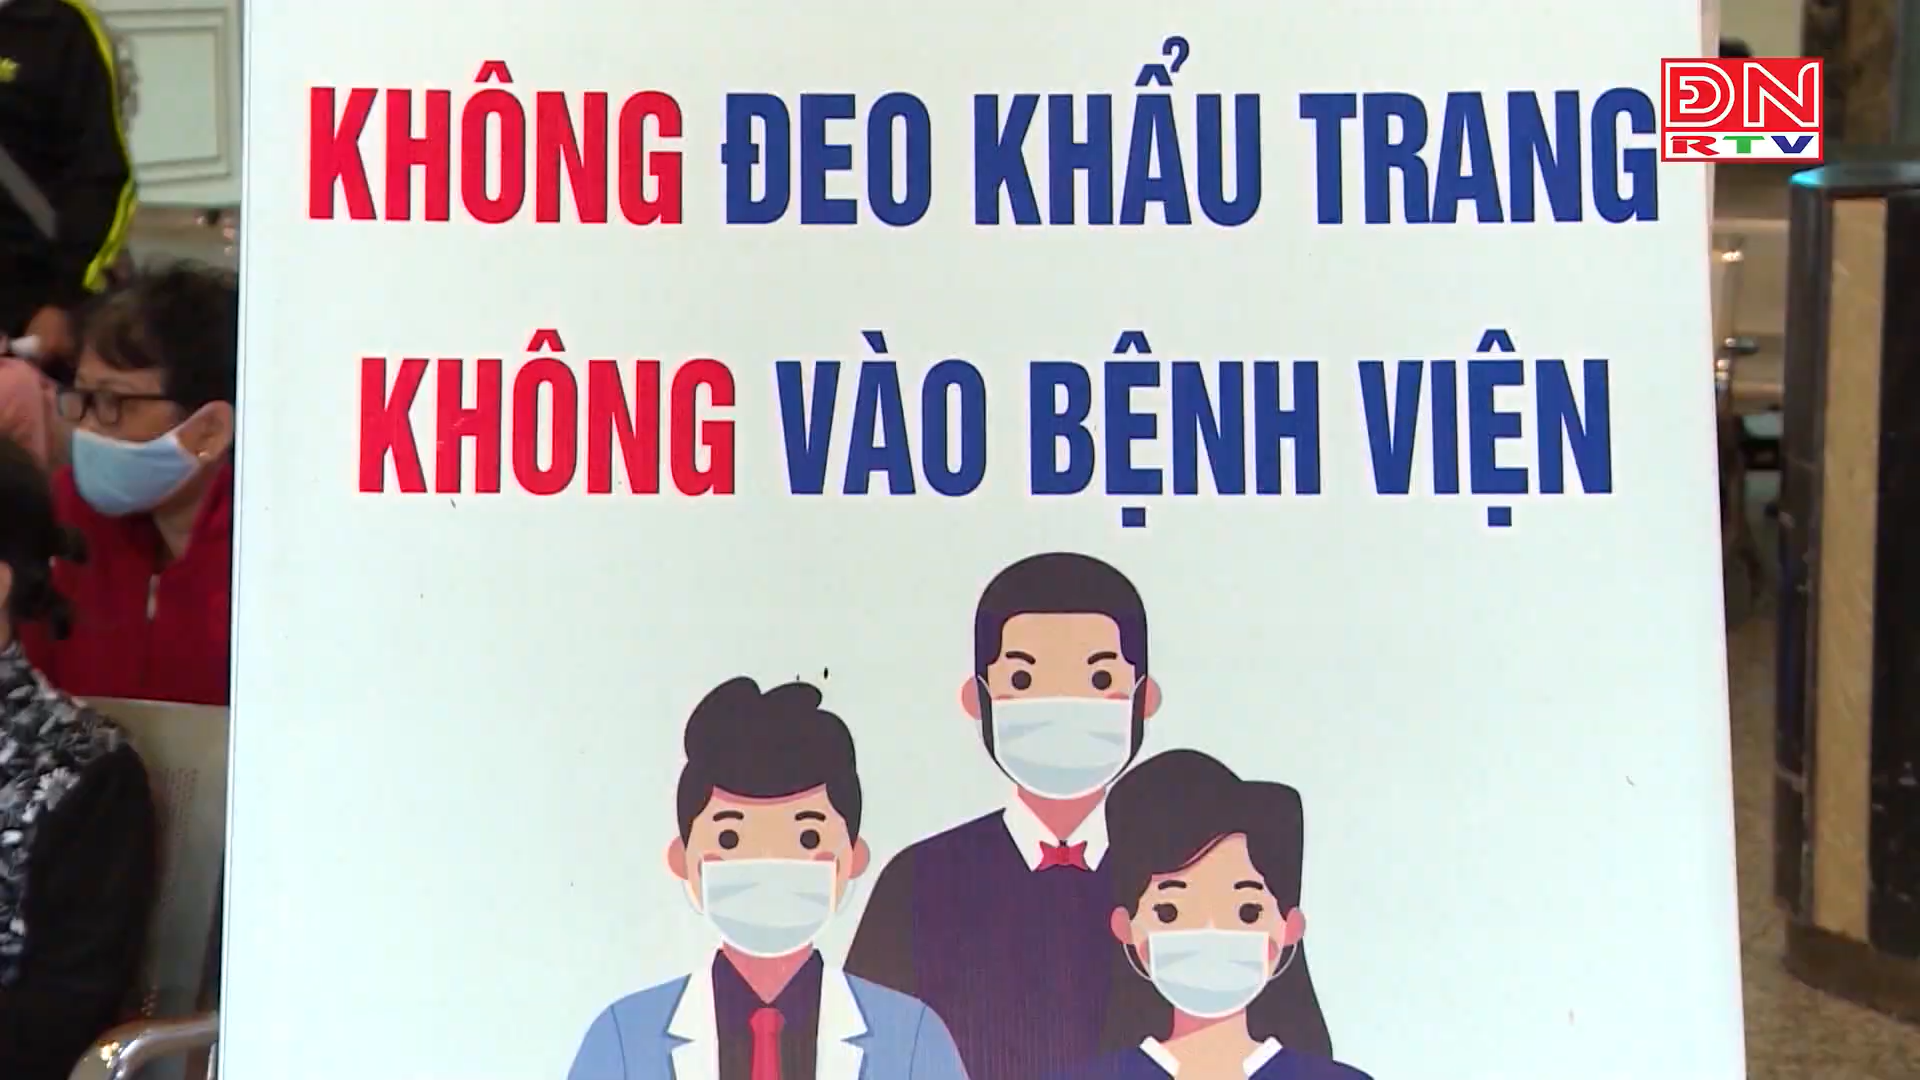 KHÔNG ĐEO KHẨU TRANG
KHÔNG VÀO BỆNH VIỆN
ĐN
RTV